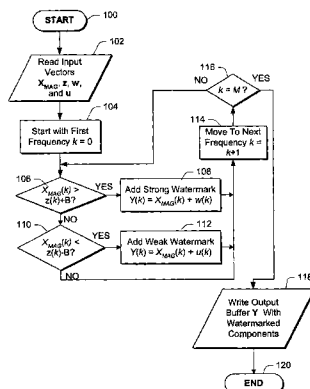 START
100
102
Read Input
Vectors
X_MAG, z, w,
and u
104
Start with First
Frequency k = 0
106
X_MAG(k) >
z(k)+B?
YES
NO
108
Add Strong Watermark
Y(k) = X_MAG(k) + w(k)
110
X_MAG(k) <
z(k)-B?
YES
NO
112
Add Weak Watermark
Y(k) = X_MAG(k) + u(k)
114
Move To Next
Frequency k =
k+1
116
k = M ?
NO
YES
118
Write Output
Buffer Y With
Watermarked
Components
120
END